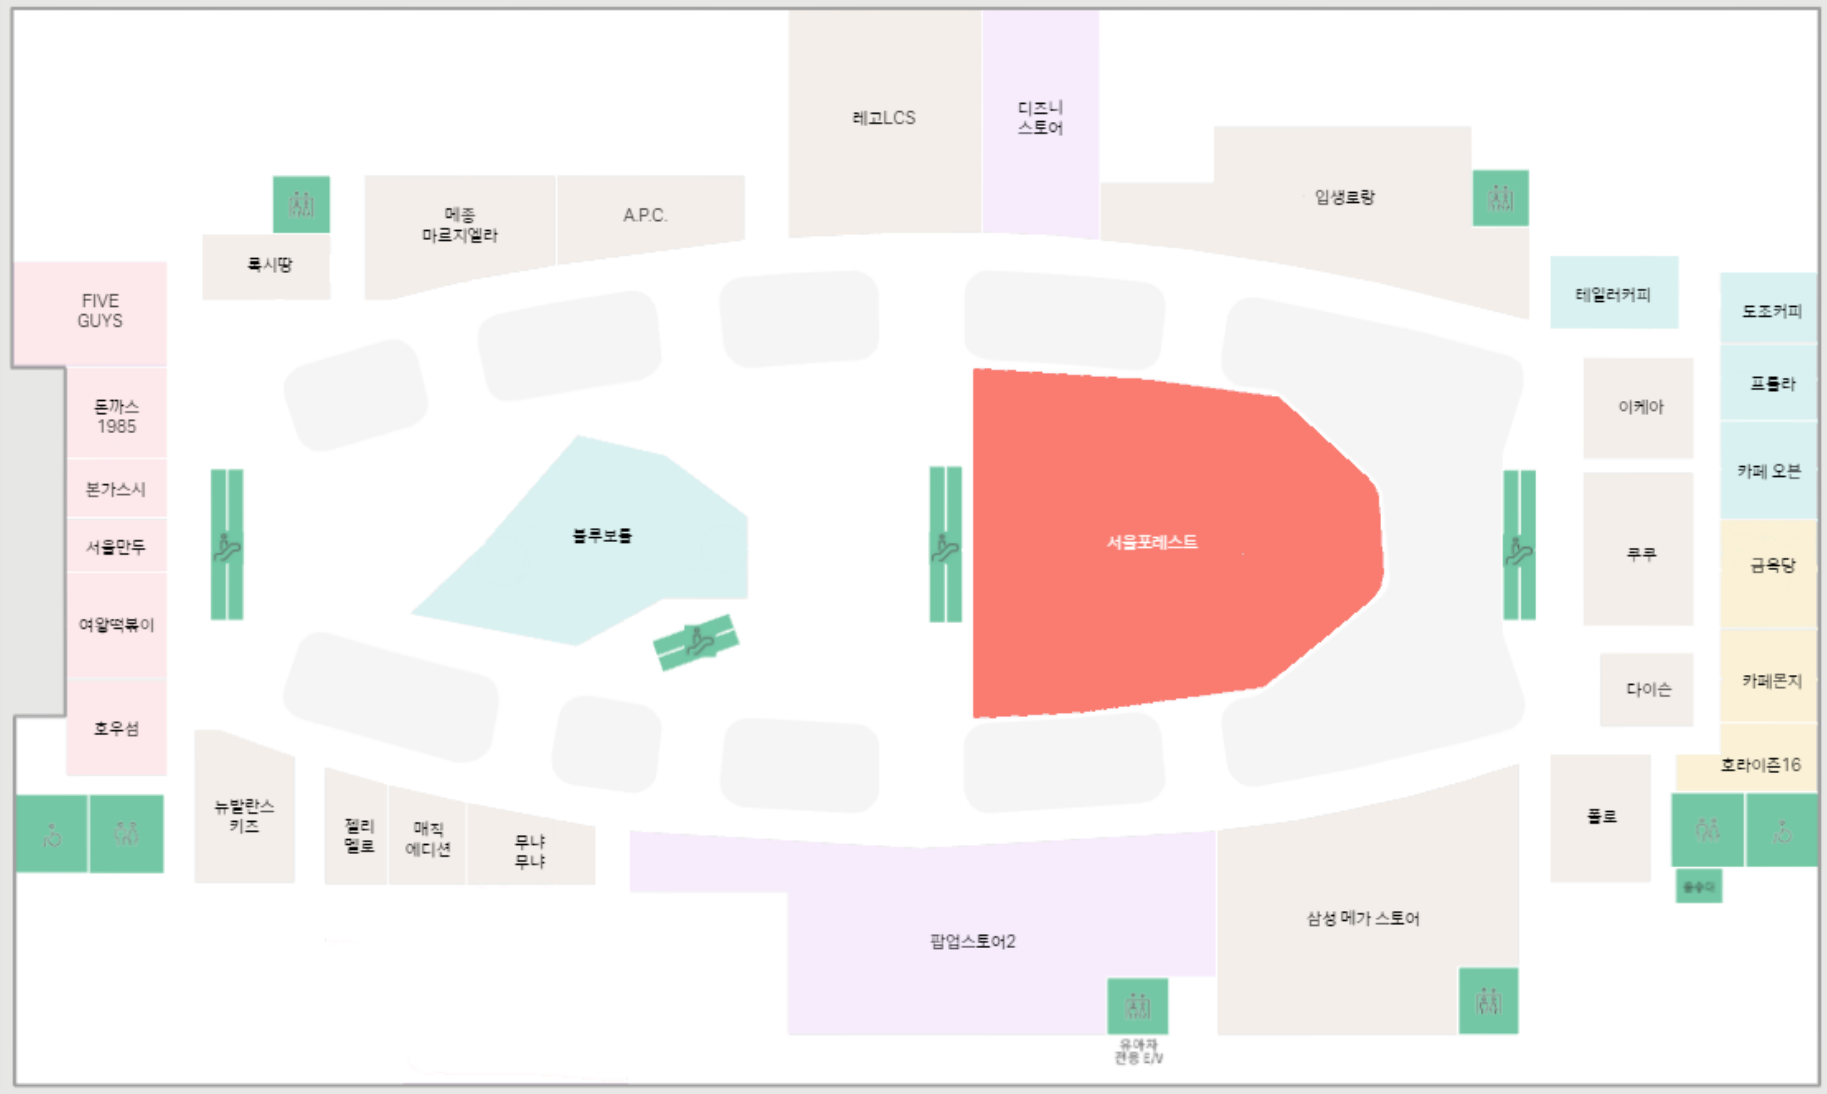 레고LCS
디즈니
스토어
입생로랑
메종
마르지엘라
A.P.C.
록시땅
FIVE
GUYS
테일러커피
도조커피
돈까스
1985
이케아
프틀라
본가스시
카페 오븐
서울만두
블루보틀
서울포레스트
쿠쿠
금옥당
여왕떡볶이
다이슨
카페몬지
호우섬
호라이즌16
뉴발란스
키즈
젤리
멜로
매직
에디션
무냐
무냐
폴로
음수대
팝업스토어2
삼성 메가 스토어
유아차
전용 E/V